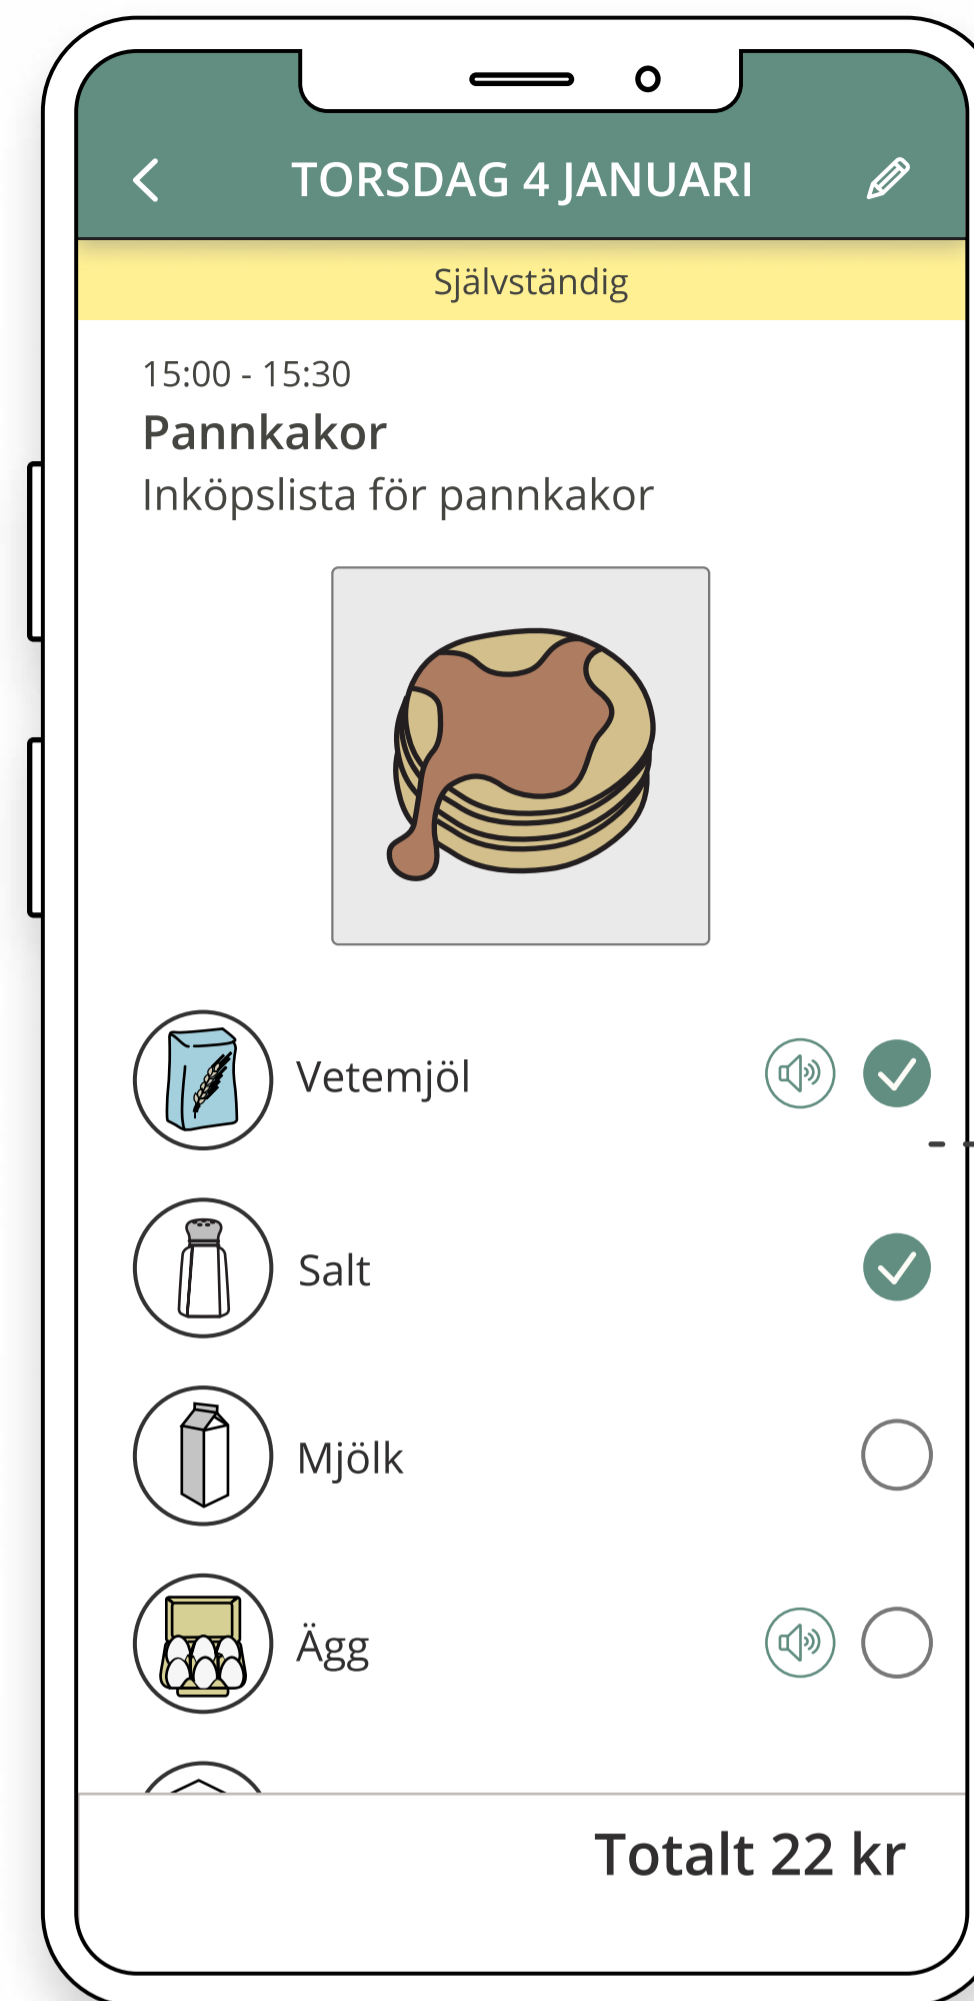 TORSDAG 4 JANUARI
Självständig
15:00 - 15:30
Pannkakor
Inköpslista för pannkakor
Vetemjöl
Salt
Mjölk
Ägg
Totalt 22 kr